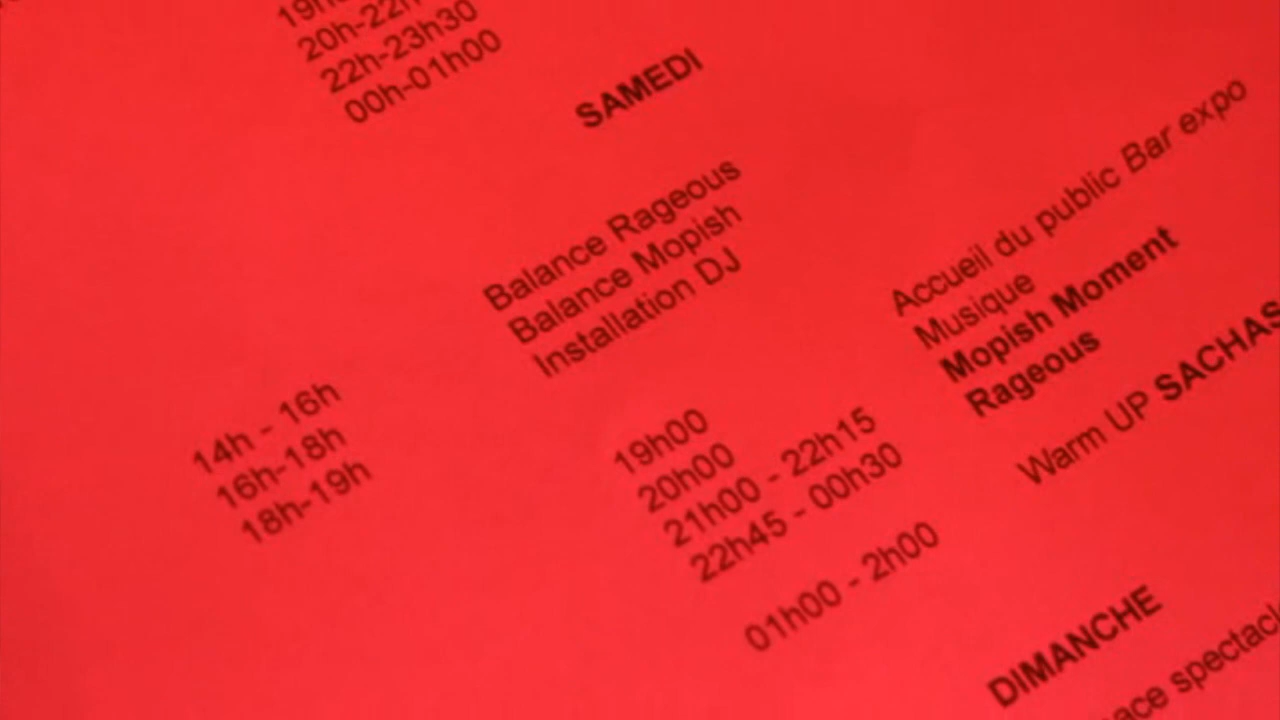 20h-22h
22h-23h30
00h-01h00
SAMEDI
14h - 16h Balance Rageous
16h-18h Balance Mopish
18h-19h Installation DJ
19h00 Accueil du public Bar expo
20h00 Musique
21h00 - 22h15 Mopish Moment
22h45 - 00h30 Rageous
01h00 - 2h00 Warm UP SACHAS
DIMANCHE